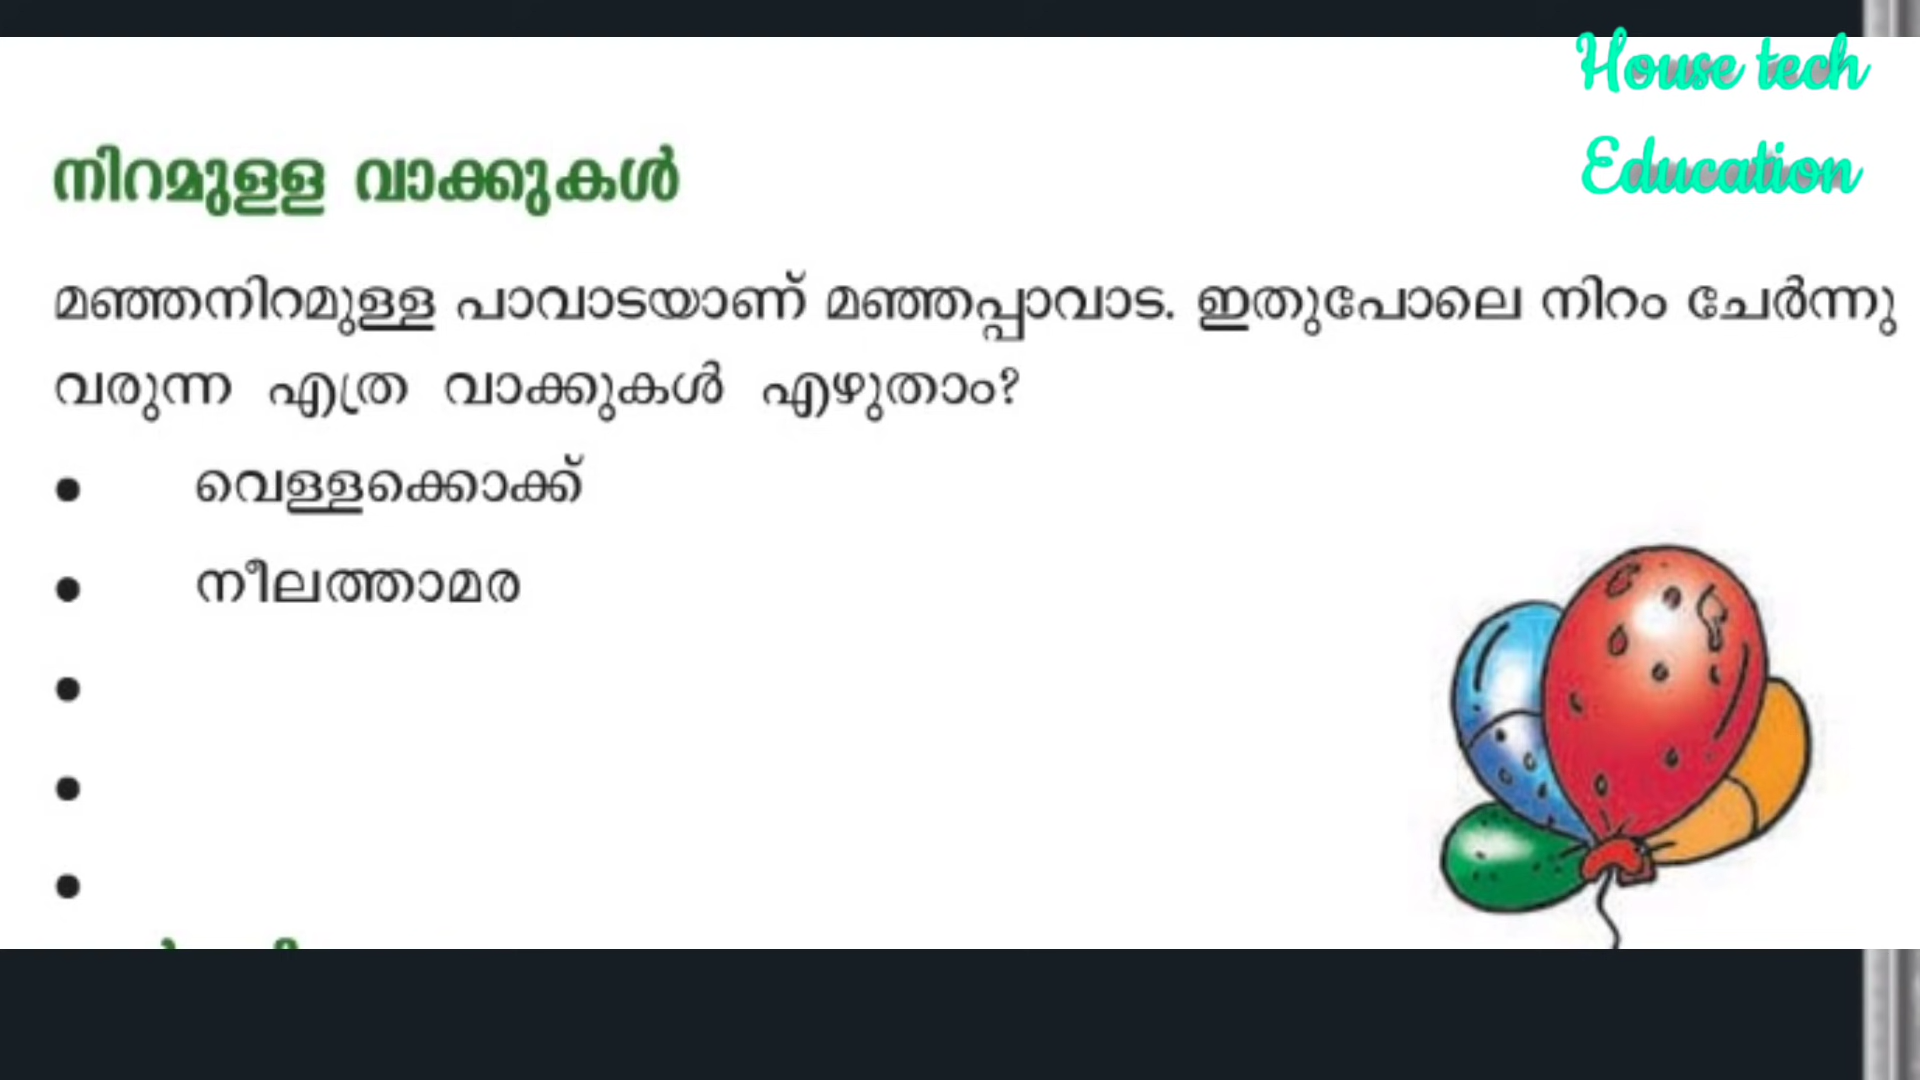 House tech
Education
നിറമുള്ള വാക്കുകൾ
മഞ്ഞനിറമുള്ള പാവാടയാണ് മഞ്ഞപ്പാവാട. ഇതുപോലെ നിറം ചേർന്നു
വരുന്ന എത്ര വാക്കുകൾ എഴുതാം?
• വെള്ളക്കൊക്ക്
• നീലത്താമര
•
•
•